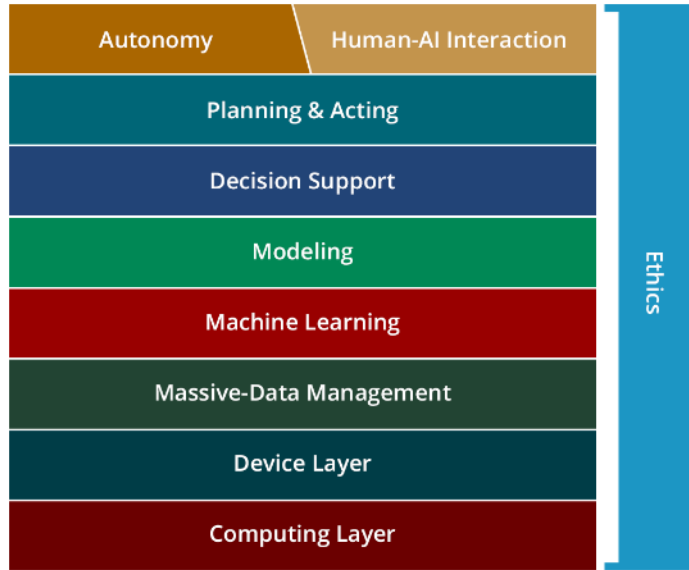 Autonomy
Human-AI Interaction
Planning & Acting
Decision Support
Modeling
Machine Learning
Massive-Data Management
Device Layer
Computing Layer
Ethics